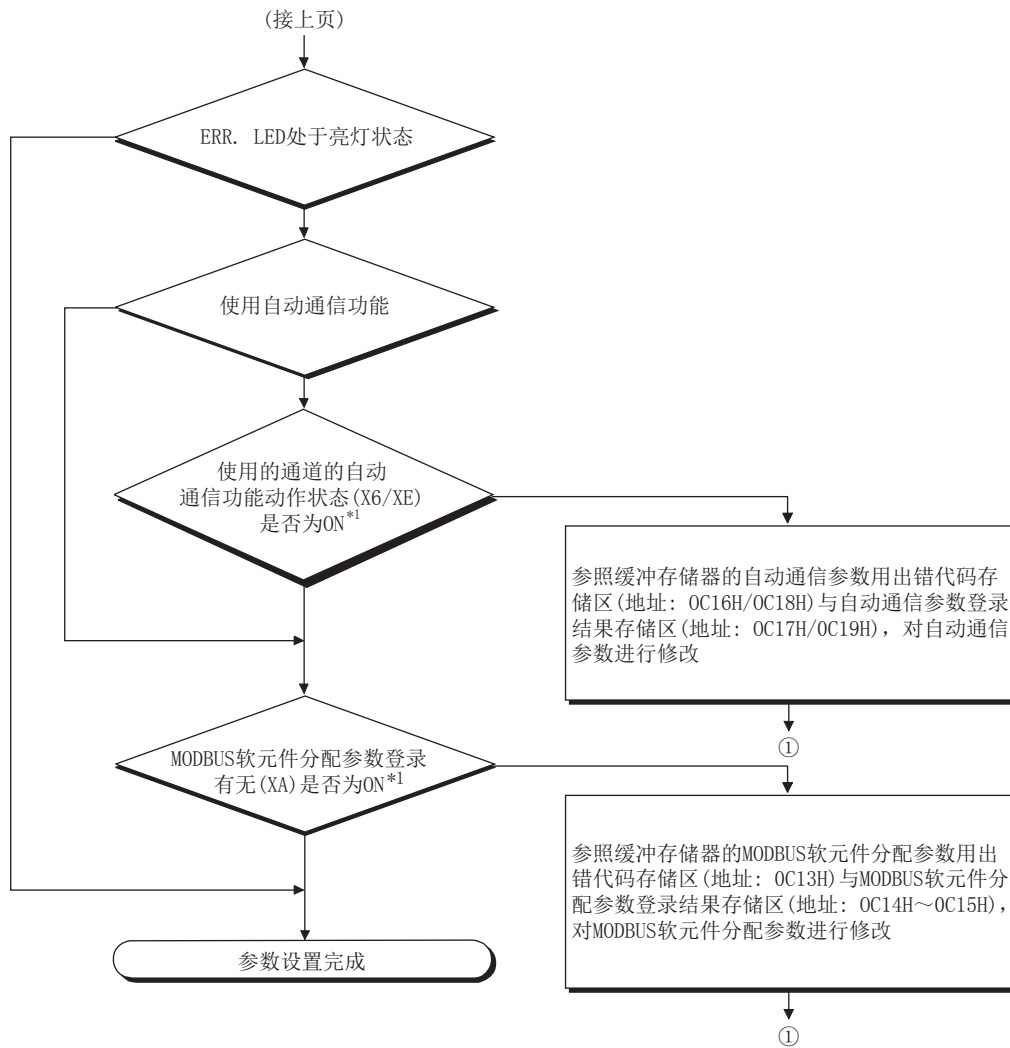 (接上页)
ERR. LED处于亮灯状态
使用自动通信功能
使用的通道的自动
通信功能动作状态(X6/XE)
是否为ON*1
参照缓冲存储器的自动通信参数用出错代码存
储区(地址: 0C16H/0C18H)与自动通信参数登录
结果存储区(地址: 0C17H/0C19H), 对自动通信
参数进行修改
①
MODBUS软元件分配参数登录
有无(XA)是否为ON*1
参照缓冲存储器的MODBUS软元件分配参数用出
错代码存储区(地址: 0C13H)与MODBUS软元件分
配参数登录结果存储区(地址: 0C14H～0C15H),
对MODBUS软元件分配参数进行修改
①
参数设置完成